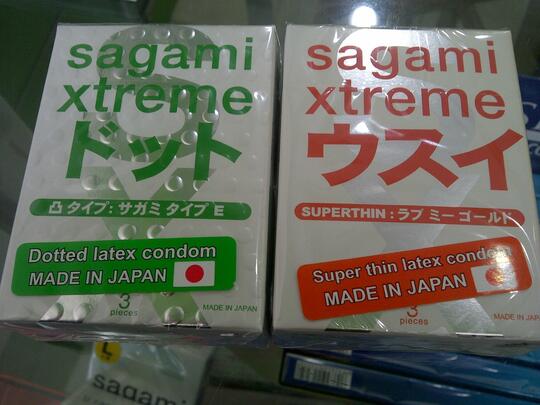 sagami
xtreme
ドット
凸タイプ：サガミ タイプ E
Dotted latex condom
MADE IN JAPAN
3
pieces
MADE IN JAPAN
sagami
xtreme
ウスイ
SUPERTHIN：ラブ ミー ゴールド
Super thin latex condom
MADE IN JAPAN
3
pieces
MADE IN JAPAN
L
sagami